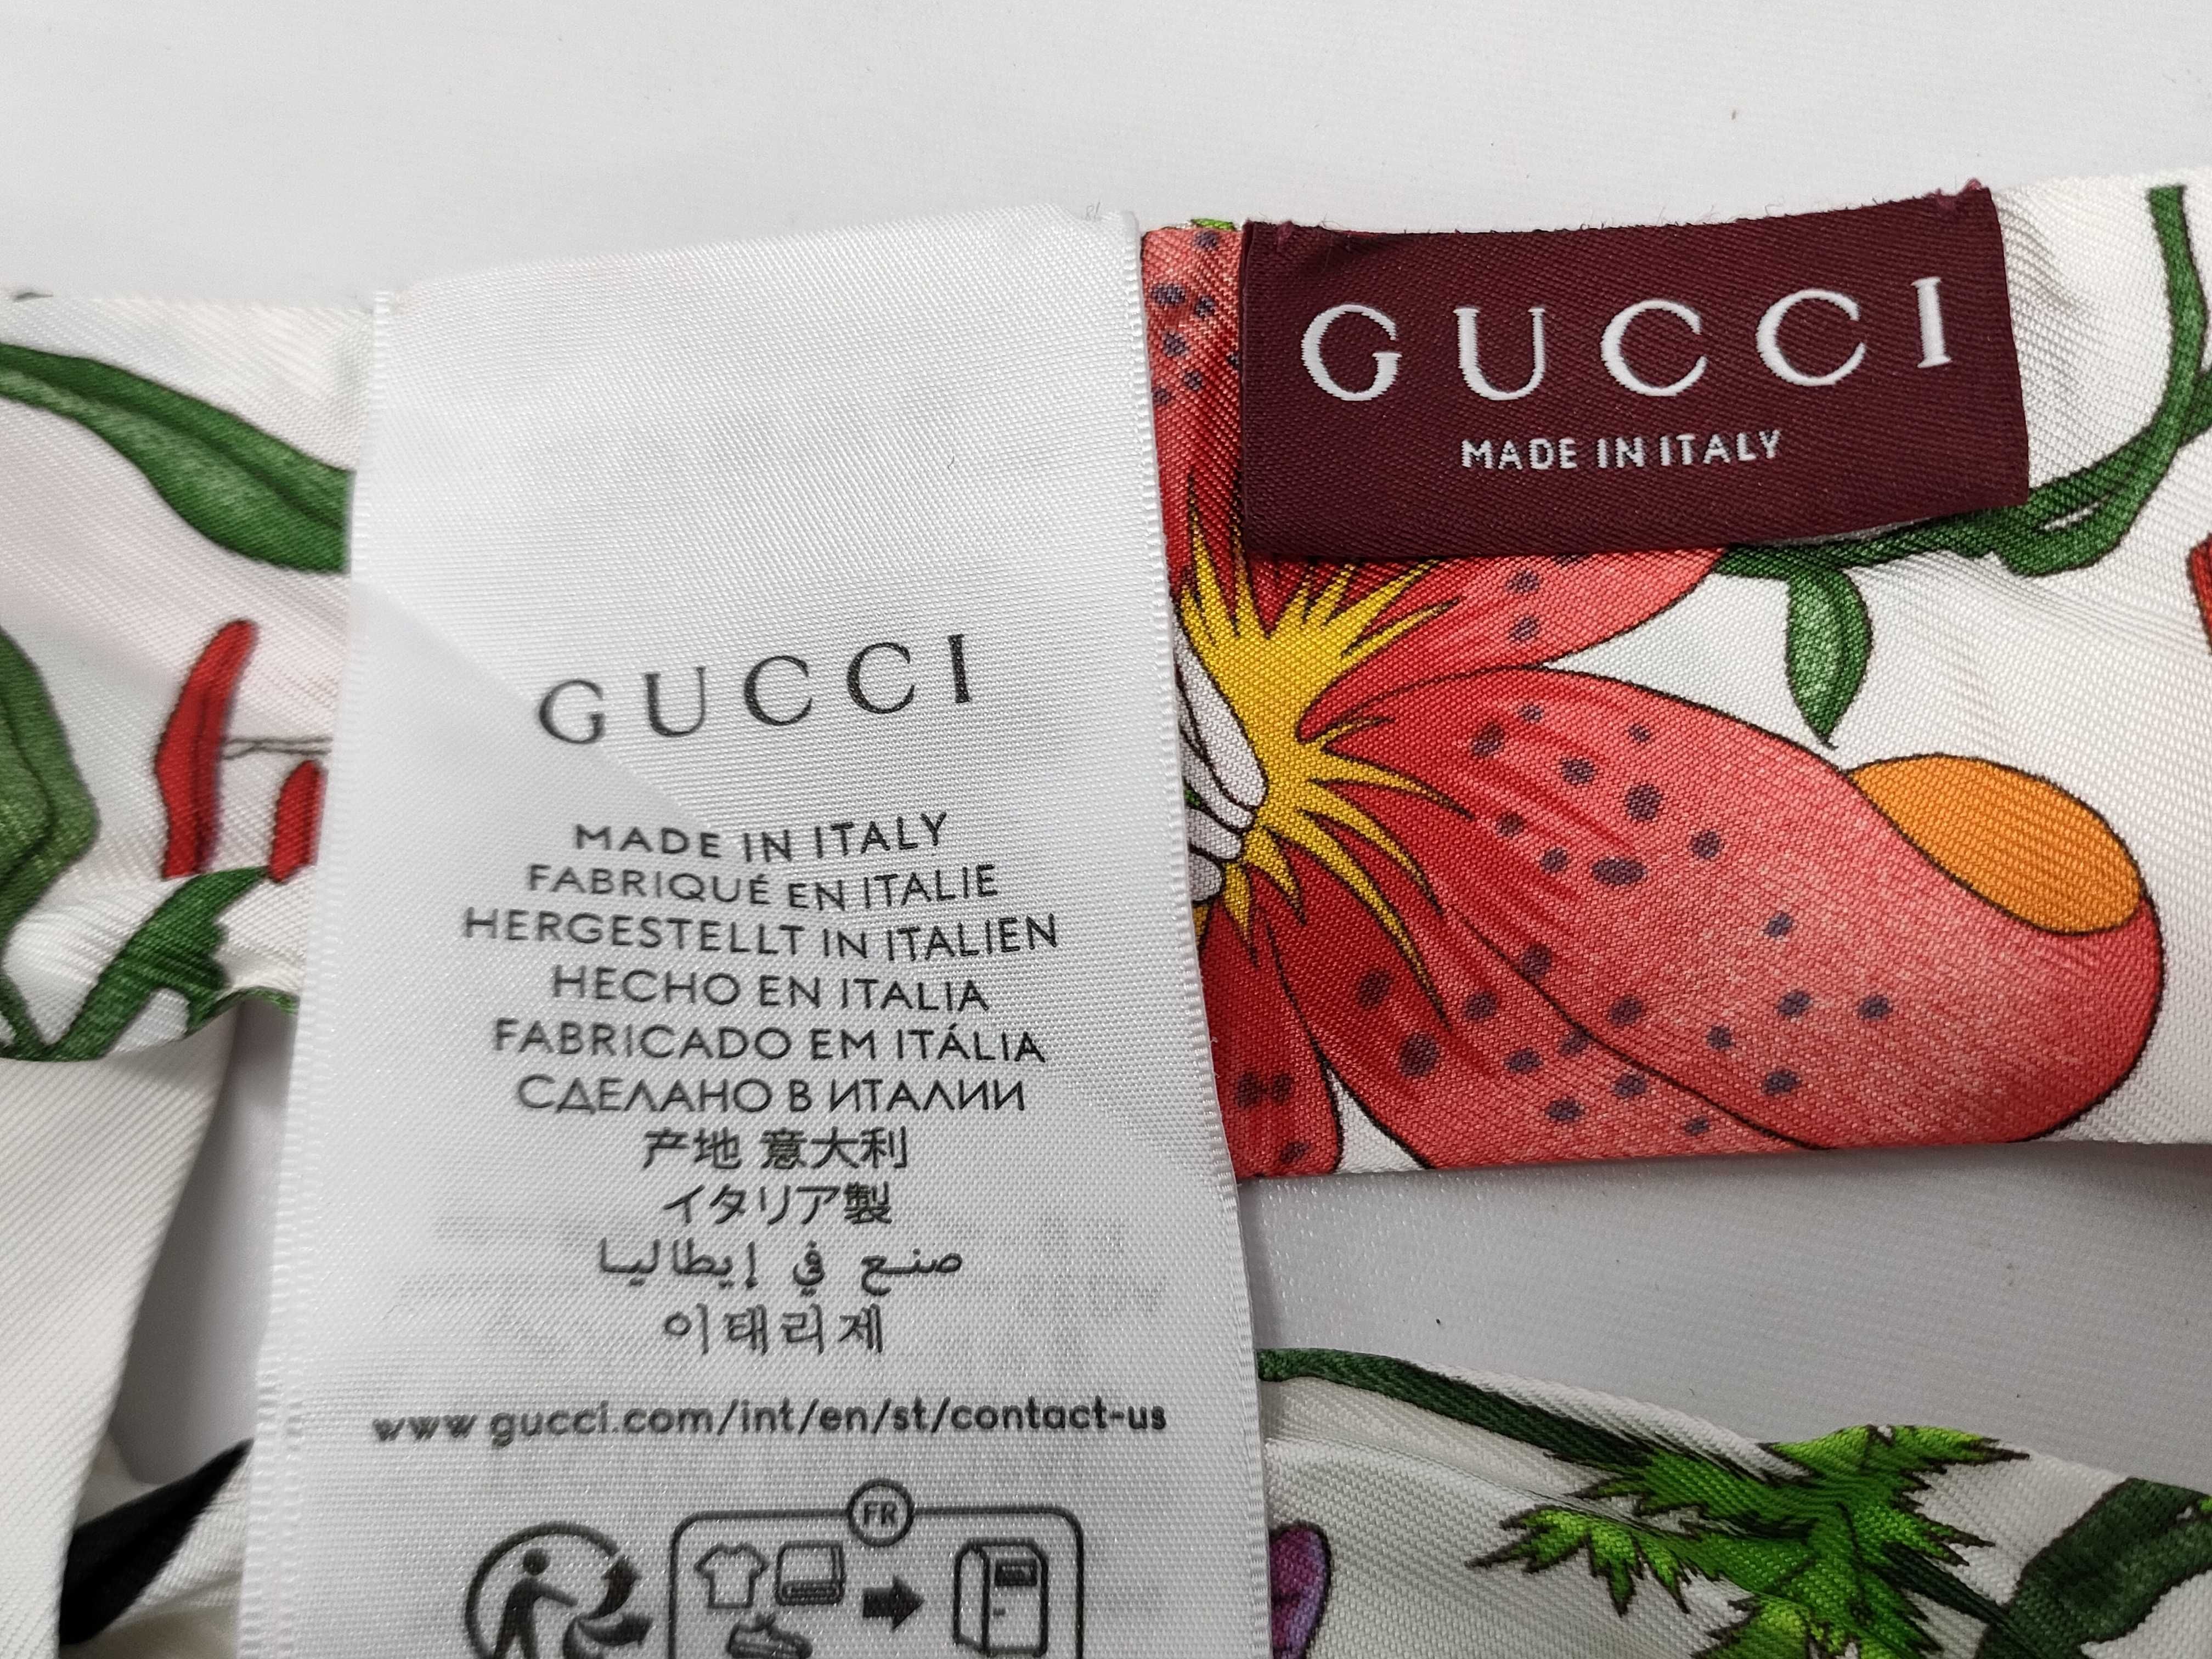 GUCCI
MADE IN ITALY
GUCCI
MADE IN ITALY
FABRIQUÉ EN ITALIE
HERGESTELLT IN ITALIEN
HECHO EN ITALIA
FABRICADO EM ITÁLIA
СДЕЛАНО В ИТАЛИИ
产地 意大利
イタリア製
صنع في إيطاليا
이태리제
www.gucci.com/int/en/st/contact-us
FR